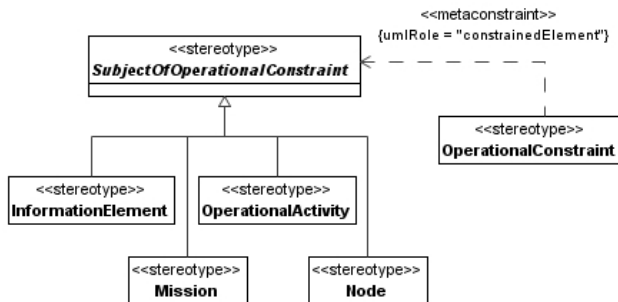 <<metaconstraint>>
{umlRole = "constrainedElement"}
<<stereotype>>
SubjectOfOperationalConstraint
<<stereotype>>
OperationalConstraint
<<stereotype>>
InformationElement
<<stereotype>>
OperationalActivity
<<stereotype>>
Mission
<<stereotype>>
Node